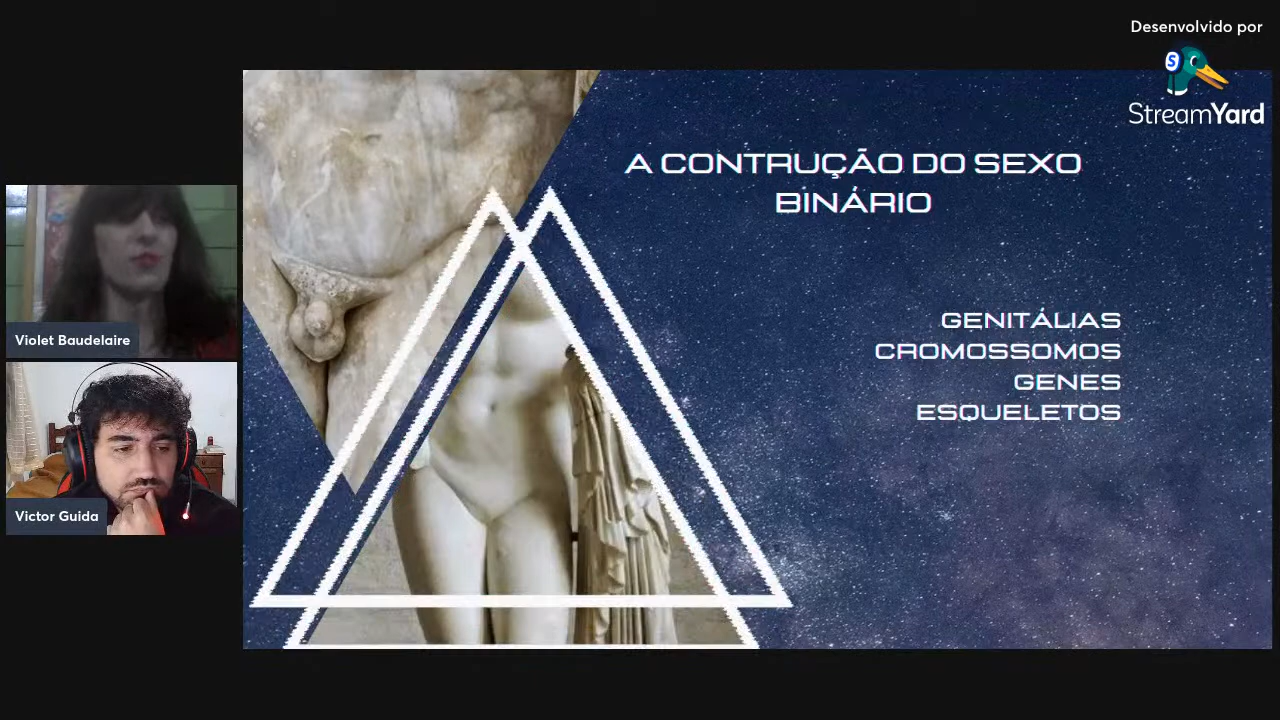 Desenvolvido por
StreamYard
A CONTRUÇÃO DO SEXO
BINÁRIO
GENITÁLIAS
CROMOSSOMOS
GENES
ESQUELETOS
Violet Baudelaire
Victor Guida